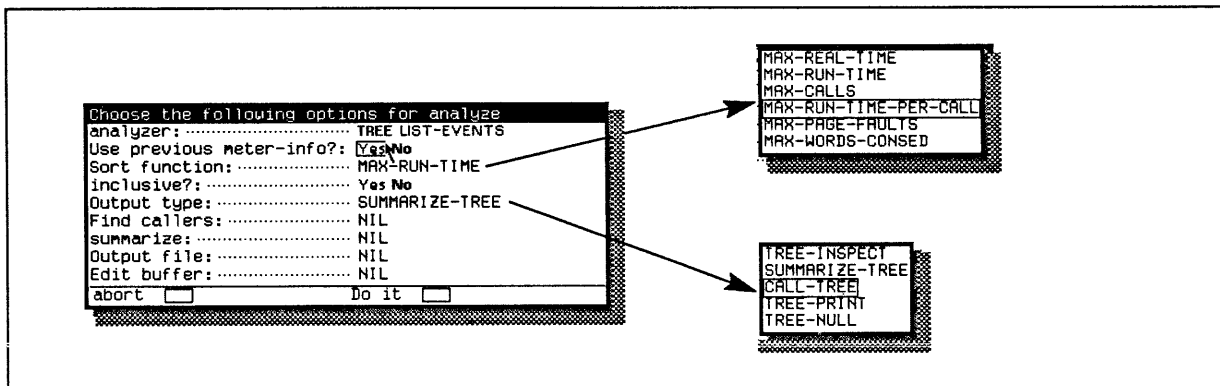 Choose the following options for analyze
analyzer: ························ TREE LIST-EVENTS
Use previous meter-info?: Yes No
Sort function: ················· MAX-RUN-TIME
inclusive?: ······················ Yes No
Output type: ···················· SUMMARIZE-TREE
Find callers: ··················· NIL
summarize: ······················· NIL
Output file: ···················· NIL
Edit buffer: ···················· NIL
abort Do it
MAX-REAL-TIME
MAX-RUN-TIME
MAX-CALLS
MAX-RUN-TIME-PER-CALL
MAX-PAGE-FAULTS
MAX-WORDS-CONSED
TREE-INSPECT
SUMMARIZE-TREE
CALL-TREE
TREE-PRINT
TREE-NULL